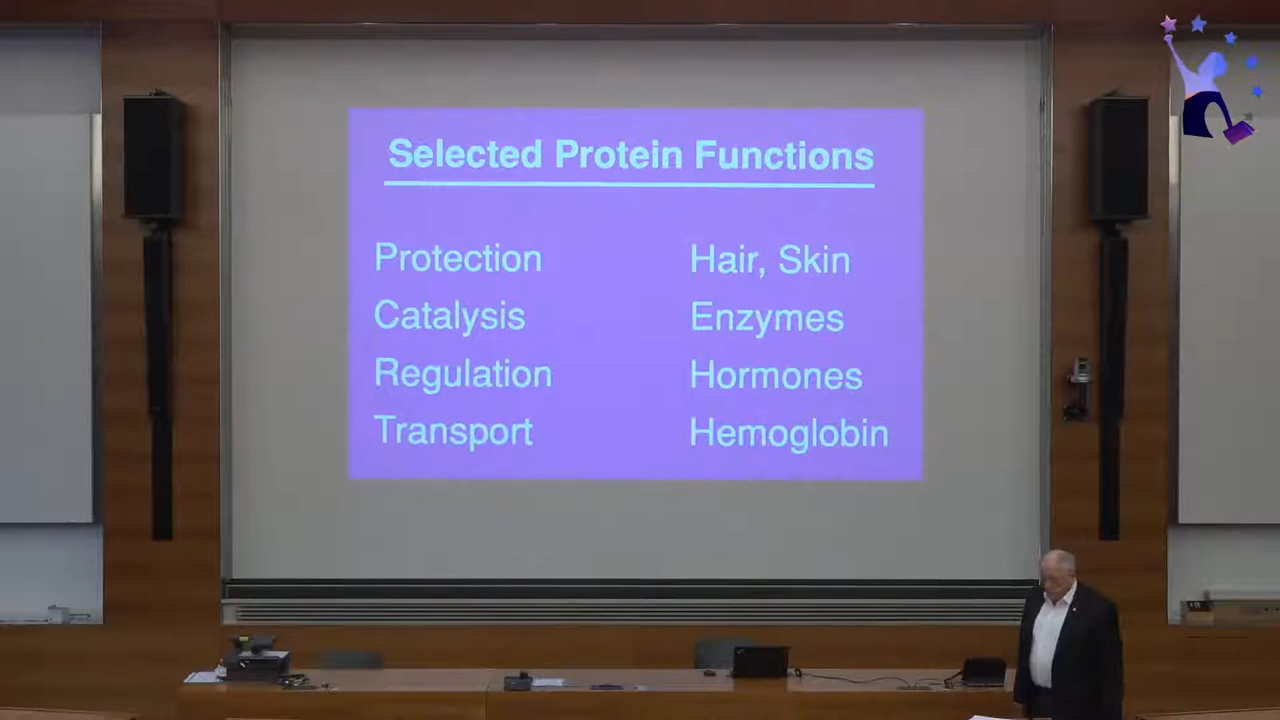 Selected Protein Functions
Protection Hair, Skin
Catalysis Enzymes
Regulation Hormones
Transport Hemoglobin